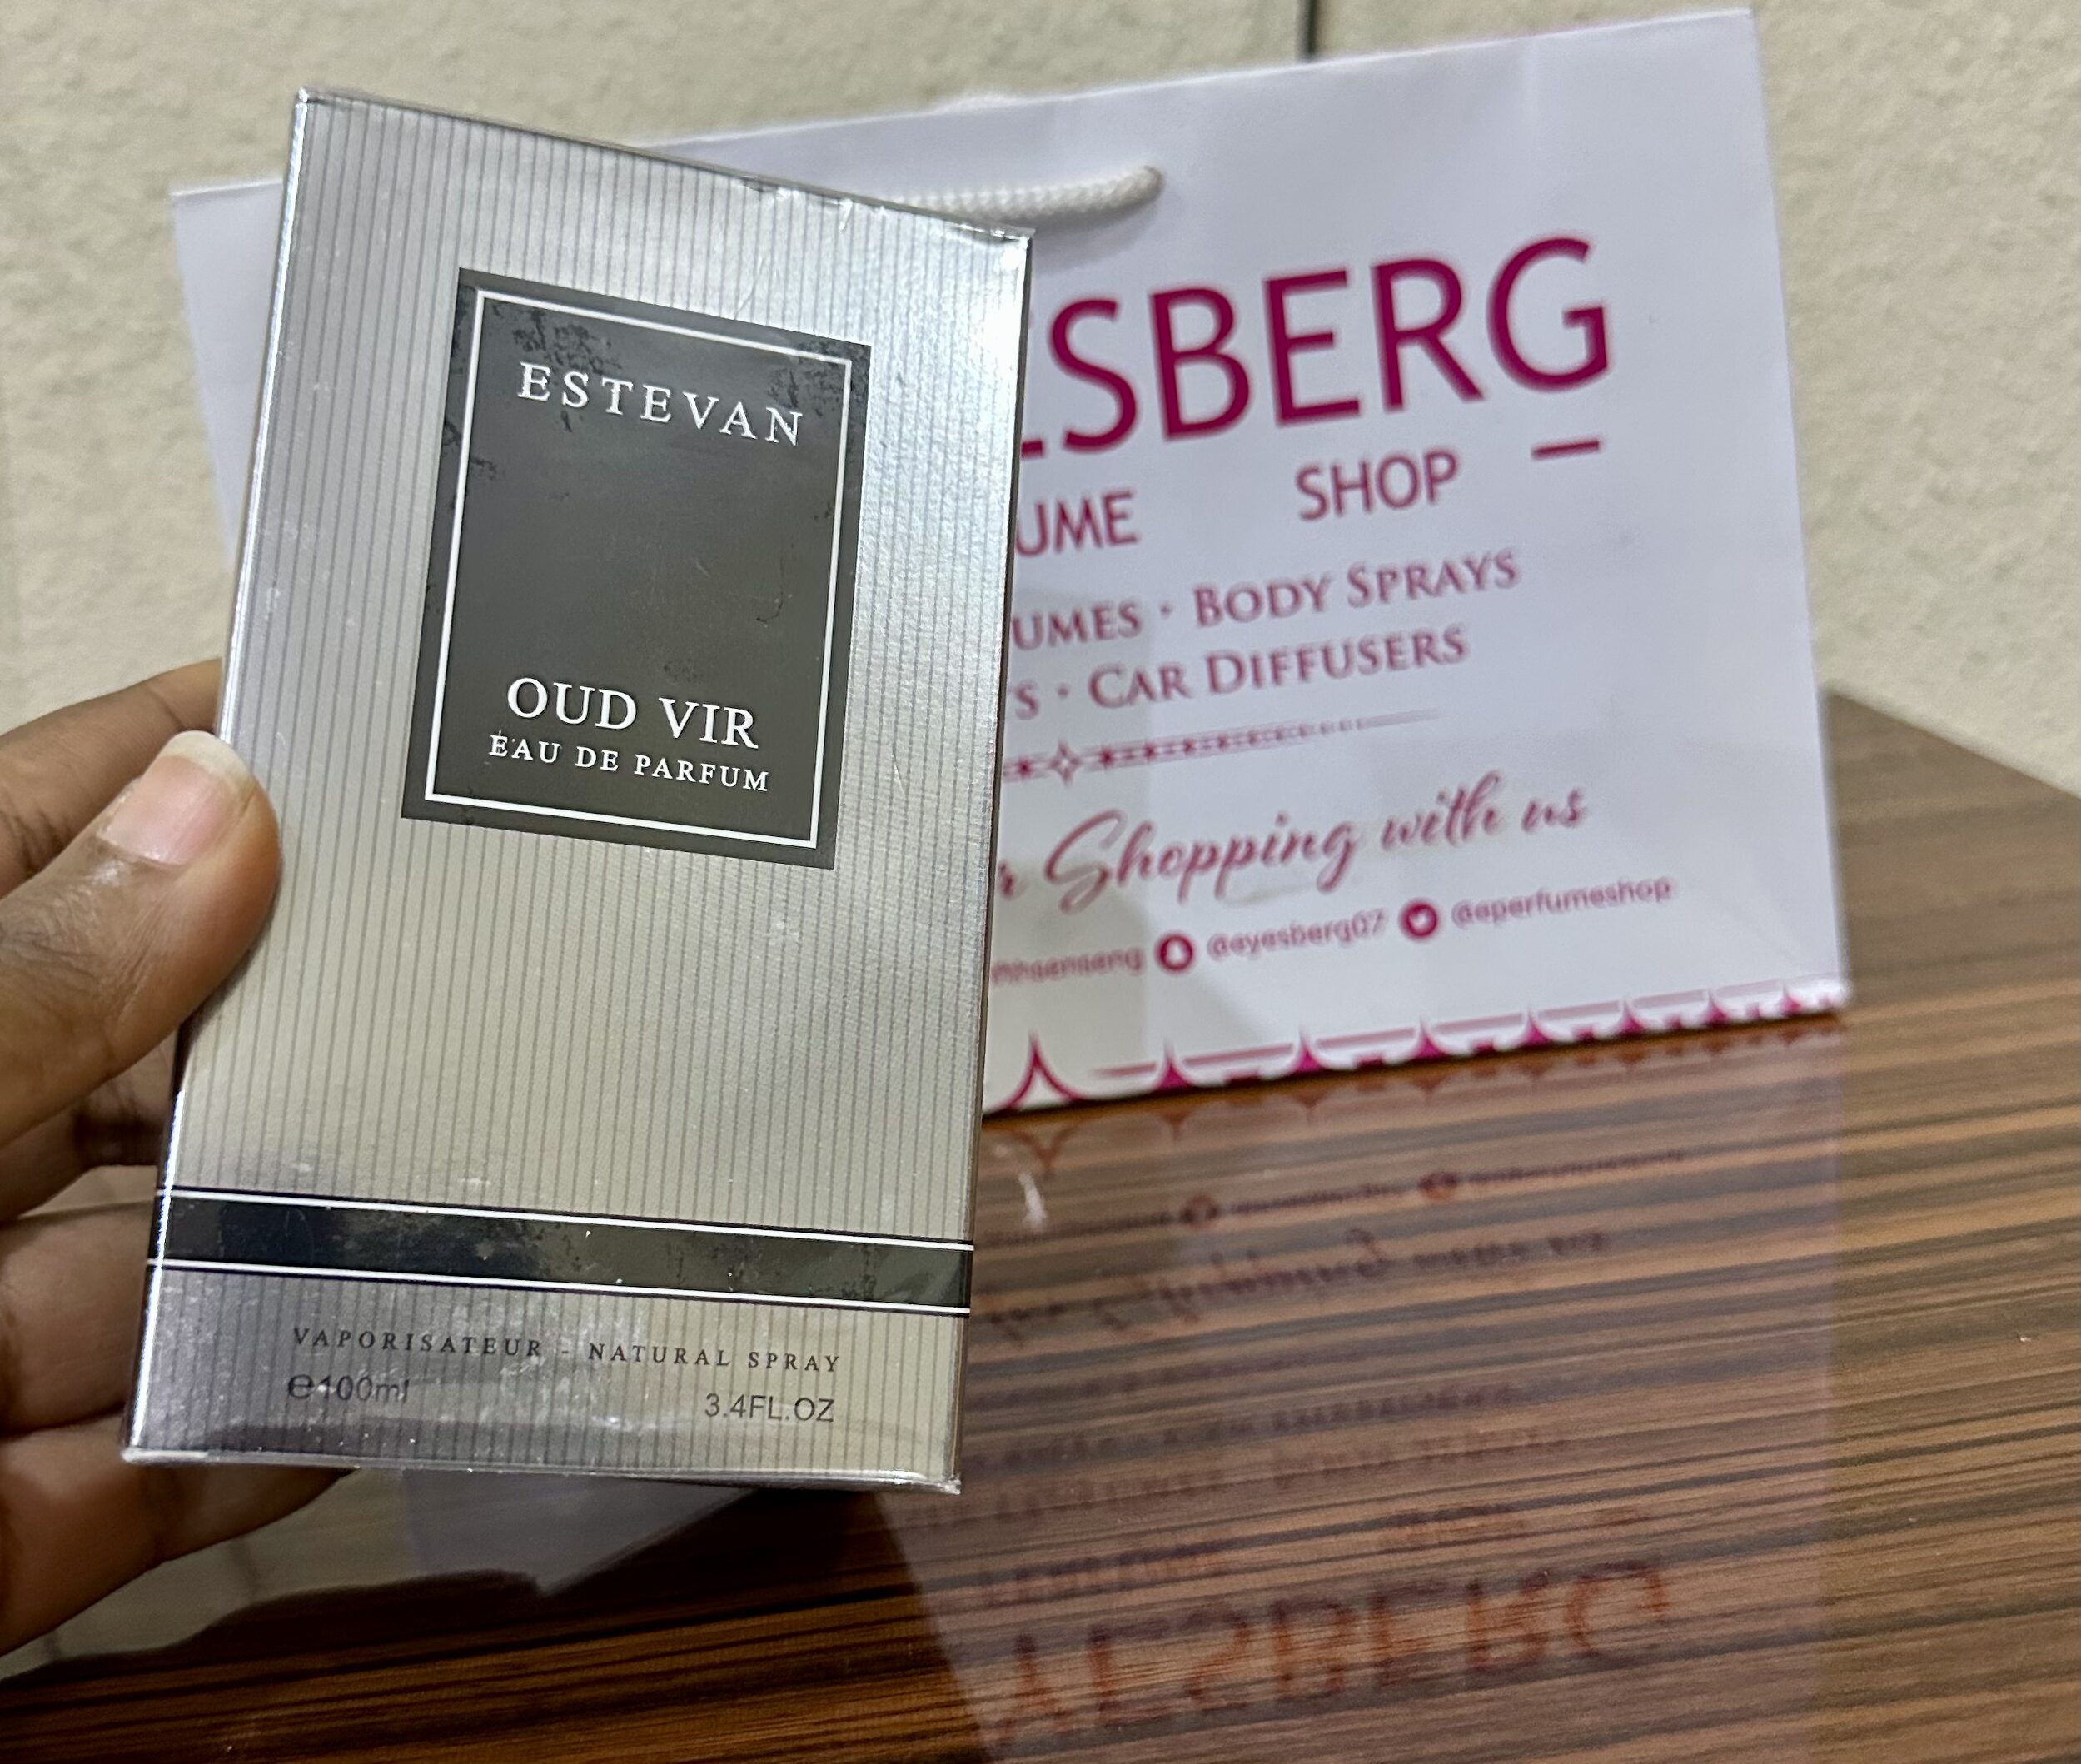 ESTEVAN
OUD VIR
EAU DE PARFUM
VAPORISATEUR - NATURAL SPRAY
℮100ml 3.4FL.OZ
SBERG
UME SHOP
UMES · BODY SPRAYS
S · CAR DIFFUSERS
r Shopping with us
@eyesberg07 @eperfumeshop